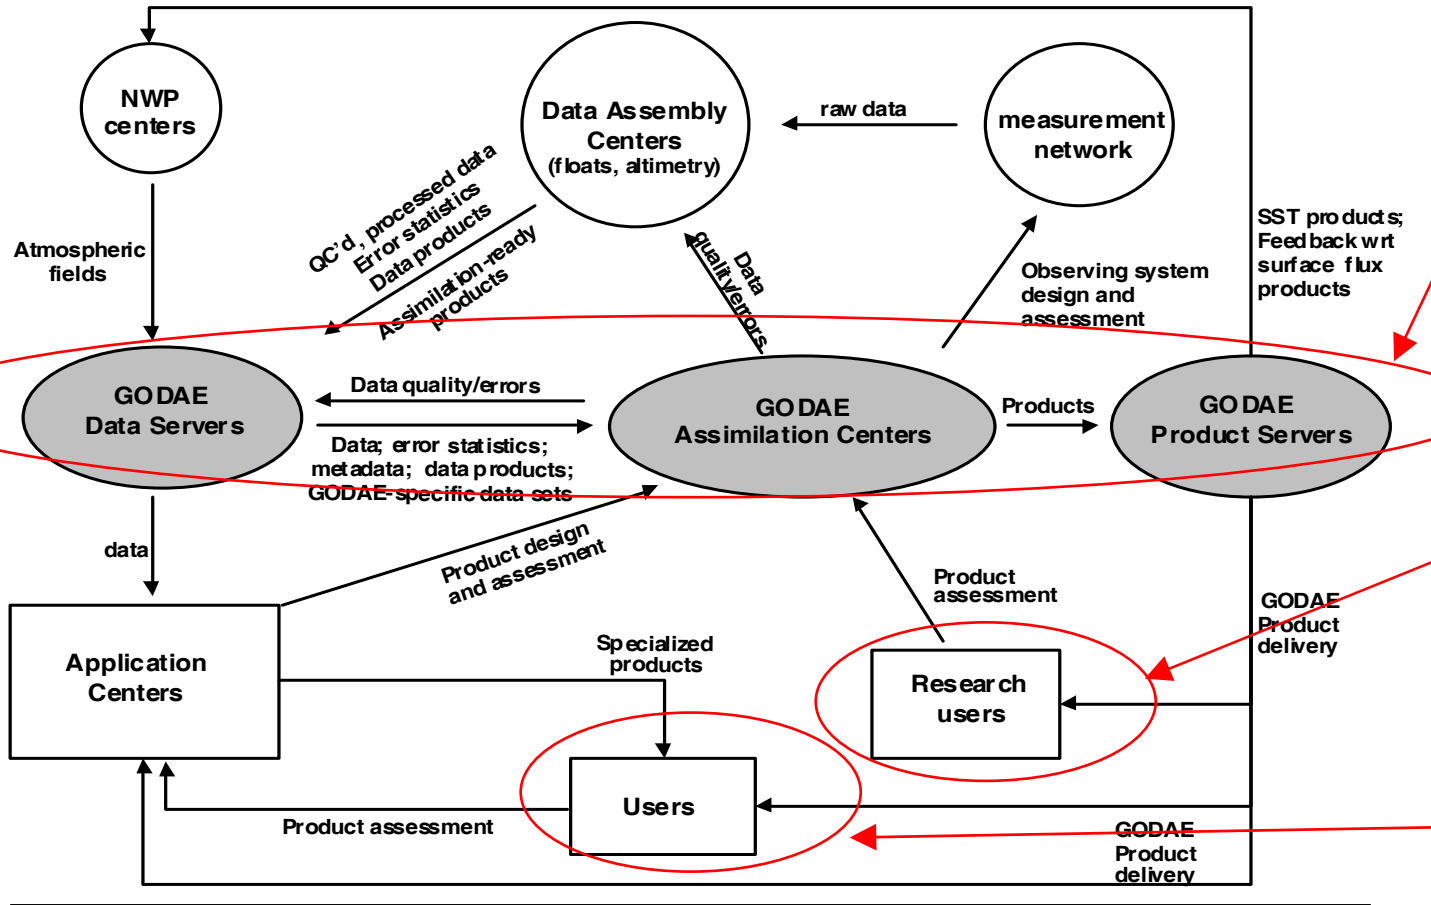 NWP
centers
Data Assembly
Centers
(floats, altimetry)
raw data
measurement
network
QC'd, processed data
Error statistics
Data products
Assimilation-ready
products
Data
quality/errors
Atmospheric
fields
Observing system
design and
assessment
SST products;
Feedback wrt
surface flux
products
GODAE
Data Servers
Data quality/errors
Data; error statistics;
metadata; data products;
GODAE-specific data sets
GODAE
Assimilation Centers
Products
GODAE
Product Servers
data
Product design
and assessment
Product
assessment
GODAE
Product
delivery
Application
Centers
Specialized
products
Research
users
Users
Product assessment
GODAE
Product
delivery